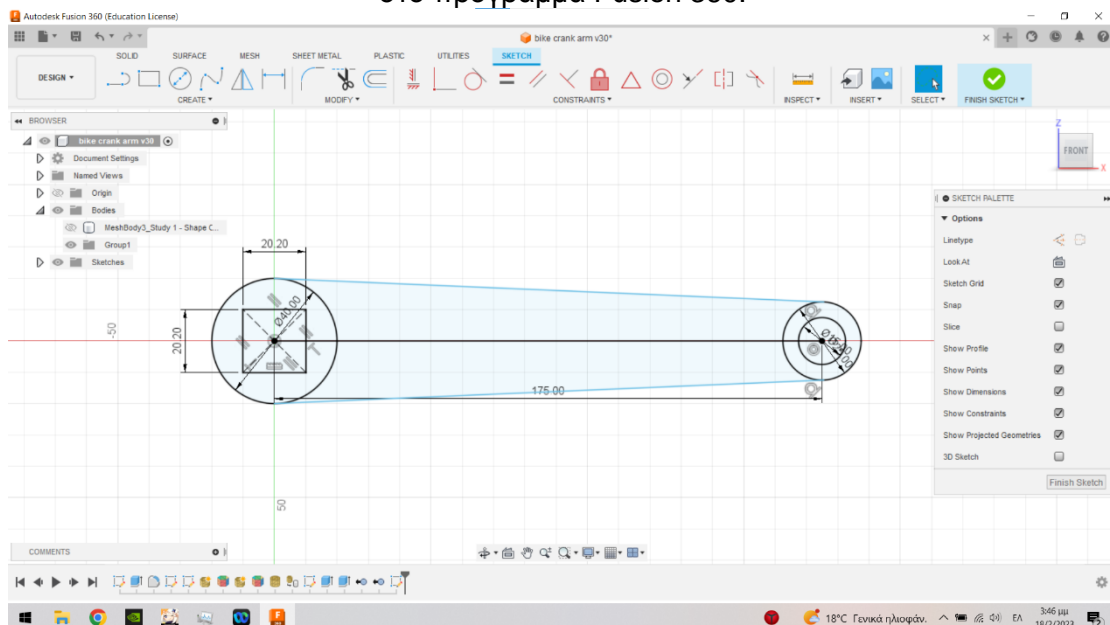 στο πρόγραμμα Fusion 360.
Autodesk Fusion 360 (Education License)
bike crank arm v30*
SOLID SURFACE MESH SHEET METAL PLASTIC UTILITIES SKETCH
DESIGN
CREATE MODIFY CONSTRAINTS INSPECT INSERT SELECT FINISH SKETCH
BROWSER
bike crank arm v30
Document Settings
Named Views
Origin
Bodies
MeshBody3_Study 1 - Shape C...
Group1
Sketches
Z
FRONT
X
SKETCH PALETTE
Options
Linetype
Look At
Sketch Grid
Snap
Slice
Show Profile
Show Points
Show Dimensions
Show Constraints
Show Projected Geometries
3D Sketch
Finish Sketch
20.20
20.20
Ø40.00
-50
175.00
50
COMMENTS
18°C Γενικά ηλιοφάν.
ΕΛ
3:46 μμ
18/2/2023